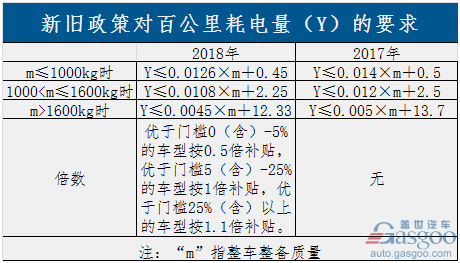 新旧政策对百公里耗电量（Y）的要求
2018年 2017年
m≤1000kg时 Y≤0.0126×m＋0.45 Y≤0.014×m＋0.5
1000<m≤1600kg时 Y≤0.0108×m＋2.25 Y≤0.012×m＋2.5
m>1600kg时 Y≤0.0045×m＋12.33 Y≤0.005×m＋13.7
倍数
优于门槛0（含）-5%
的车型按0.5倍补贴，
优于门槛5（含）-25%
的车型按1倍补贴，优
于门槛25%（含）以上
的车型按1.1倍补贴。
无
注：“m”指整车整备质量
盖世汽车
Gasgoo
auto.gasgoo.com